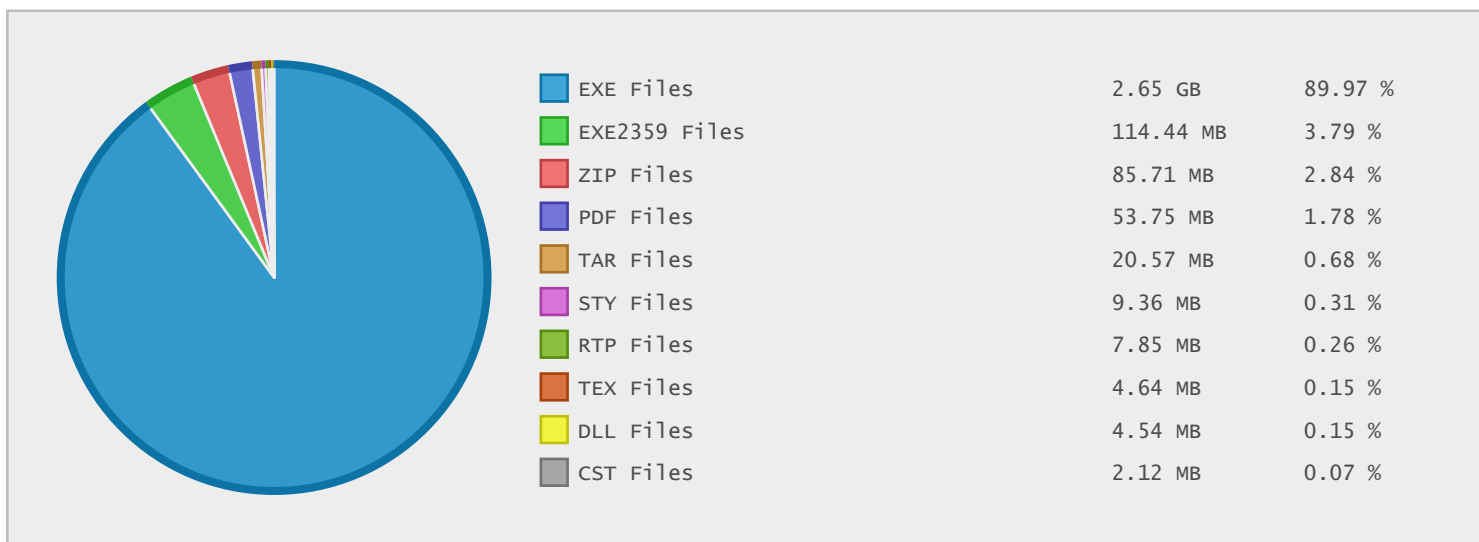 EXE Files 2.65 GB 89.97 %
EXE2359 Files 114.44 MB 3.79 %
ZIP Files 85.71 MB 2.84 %
PDF Files 53.75 MB 1.78 %
TAR Files 20.57 MB 0.68 %
STY Files 9.36 MB 0.31 %
RTP Files 7.85 MB 0.26 %
TEX Files 4.64 MB 0.15 %
DLL Files 4.54 MB 0.15 %
CST Files 2.12 MB 0.07 %